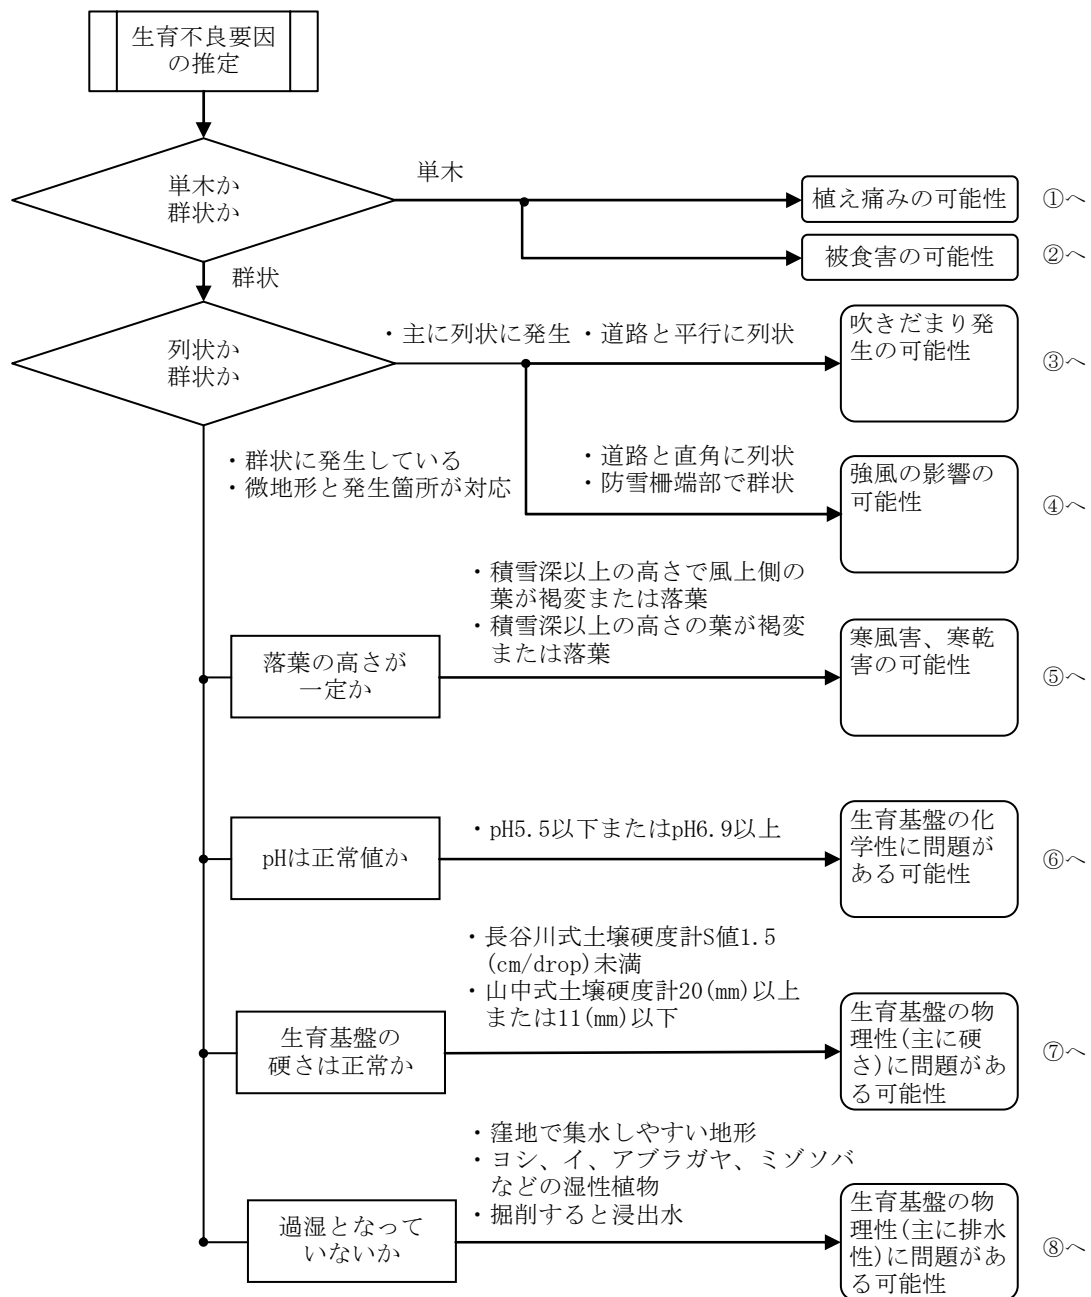 生育不良要因
の推定
単木か
群状か
単木
植え痛みの可能性
①へ
被食害の可能性
②へ
群状
列状か
群状か
・主に列状に発生
・道路と平行に列状
吹きだまり発
生の可能性
③へ
・群状に発生している
・微地形と発生箇所が対応
・道路と直角に列状
・防雪柵端部で群状
強風の影響の
可能性
④へ
・積雪深以上の高さで風上側の
葉が褐変または落葉
・積雪深以上の高さの葉が褐変
または落葉
落葉の高さが
一定か
寒風害、寒乾
害の可能性
⑤へ
pHは正常値か
・pH5.5以下またはpH6.9以上
生育基盤の化
学性に問題が
ある可能性
⑥へ
・長谷川式土壌硬度計S値1.5
(cm/drop)未満
・山中式土壌硬度計20(mm)以上
または11(mm)以下
生育基盤の
硬さは正常か
生育基盤の物
理性(主に硬
さ)に問題があ
る可能性
⑦へ
・窪地で集水しやすい地形
・ヨシ、イ、アブラガヤ、ミゾソバ
などの湿性植物
・掘削すると浸出水
過湿となって
いないか
生育基盤の物
理性(主に排水
性)に問題があ
る可能性
⑧へ